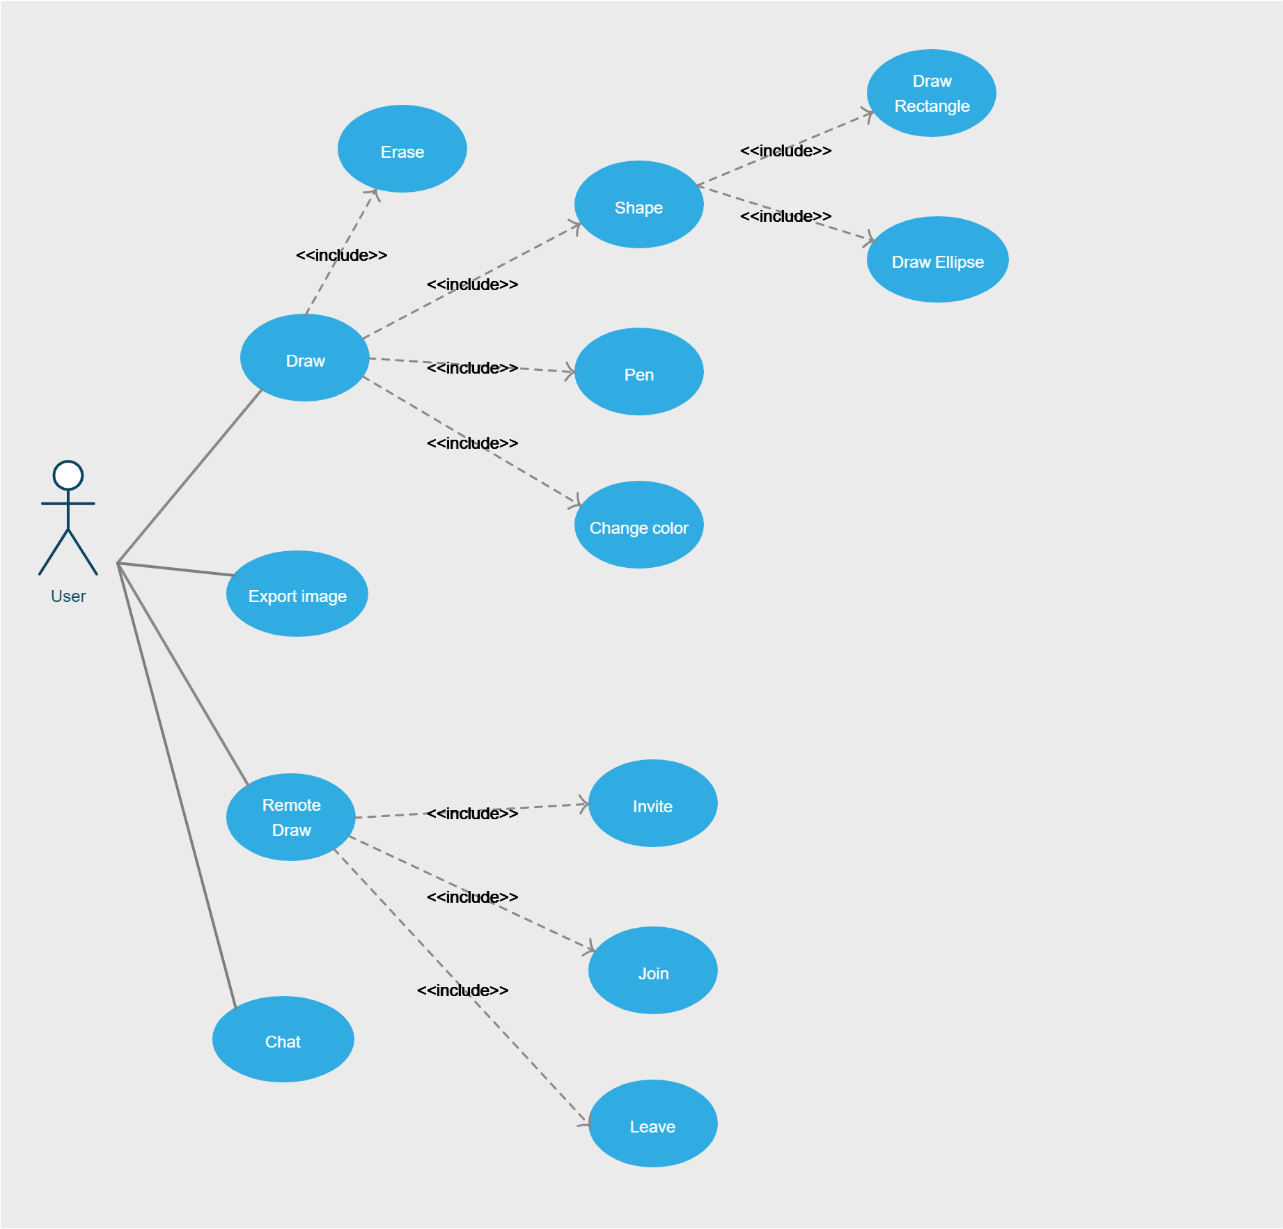 Draw
Rectangle
Erase
<<include>>
Shape
<<include>>
Draw Ellipse
<<include>>
<<include>>
Draw
<<include>>
Pen
<<include>>
Change color
User
Export image
Remote
Draw
<<include>>
Invite
<<include>>
Join
<<include>>
Chat
Leave